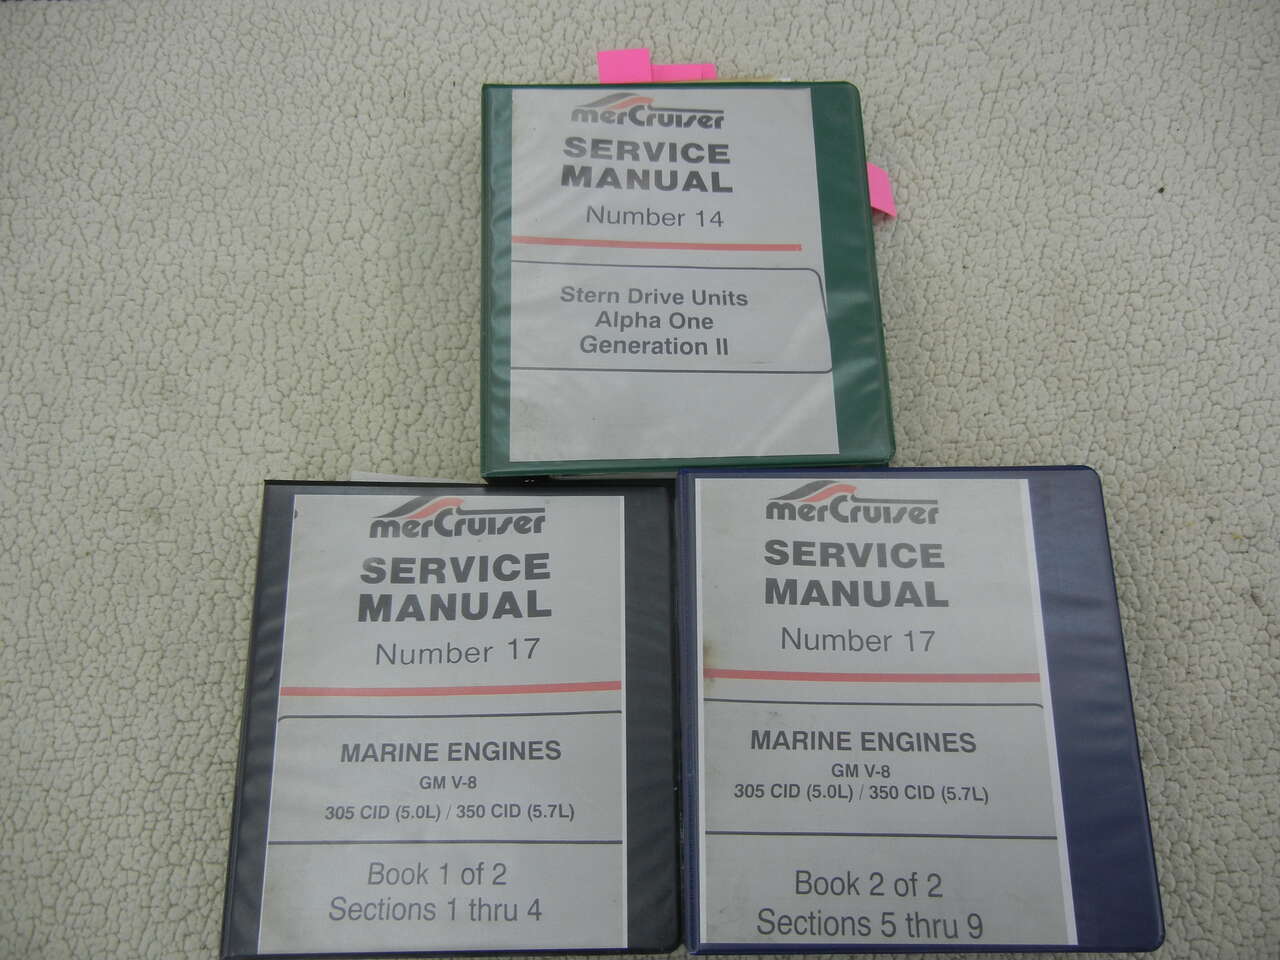 merCruiser
SERVICE
MANUAL
Number 14
Stern Drive Units
Alpha One
Generation II
merCruiser
SERVICE
MANUAL
Number 17
MARINE ENGINES
GM V-8
305 CID (5.0L) / 350 CID (5.7L)
Book 1 of 2
Sections 1 thru 4
merCruiser
SERVICE
MANUAL
Number 17
MARINE ENGINES
GM V-8
305 CID (5.0L) / 350 CID (5.7L)
Book 2 of 2
Sections 5 thru 9